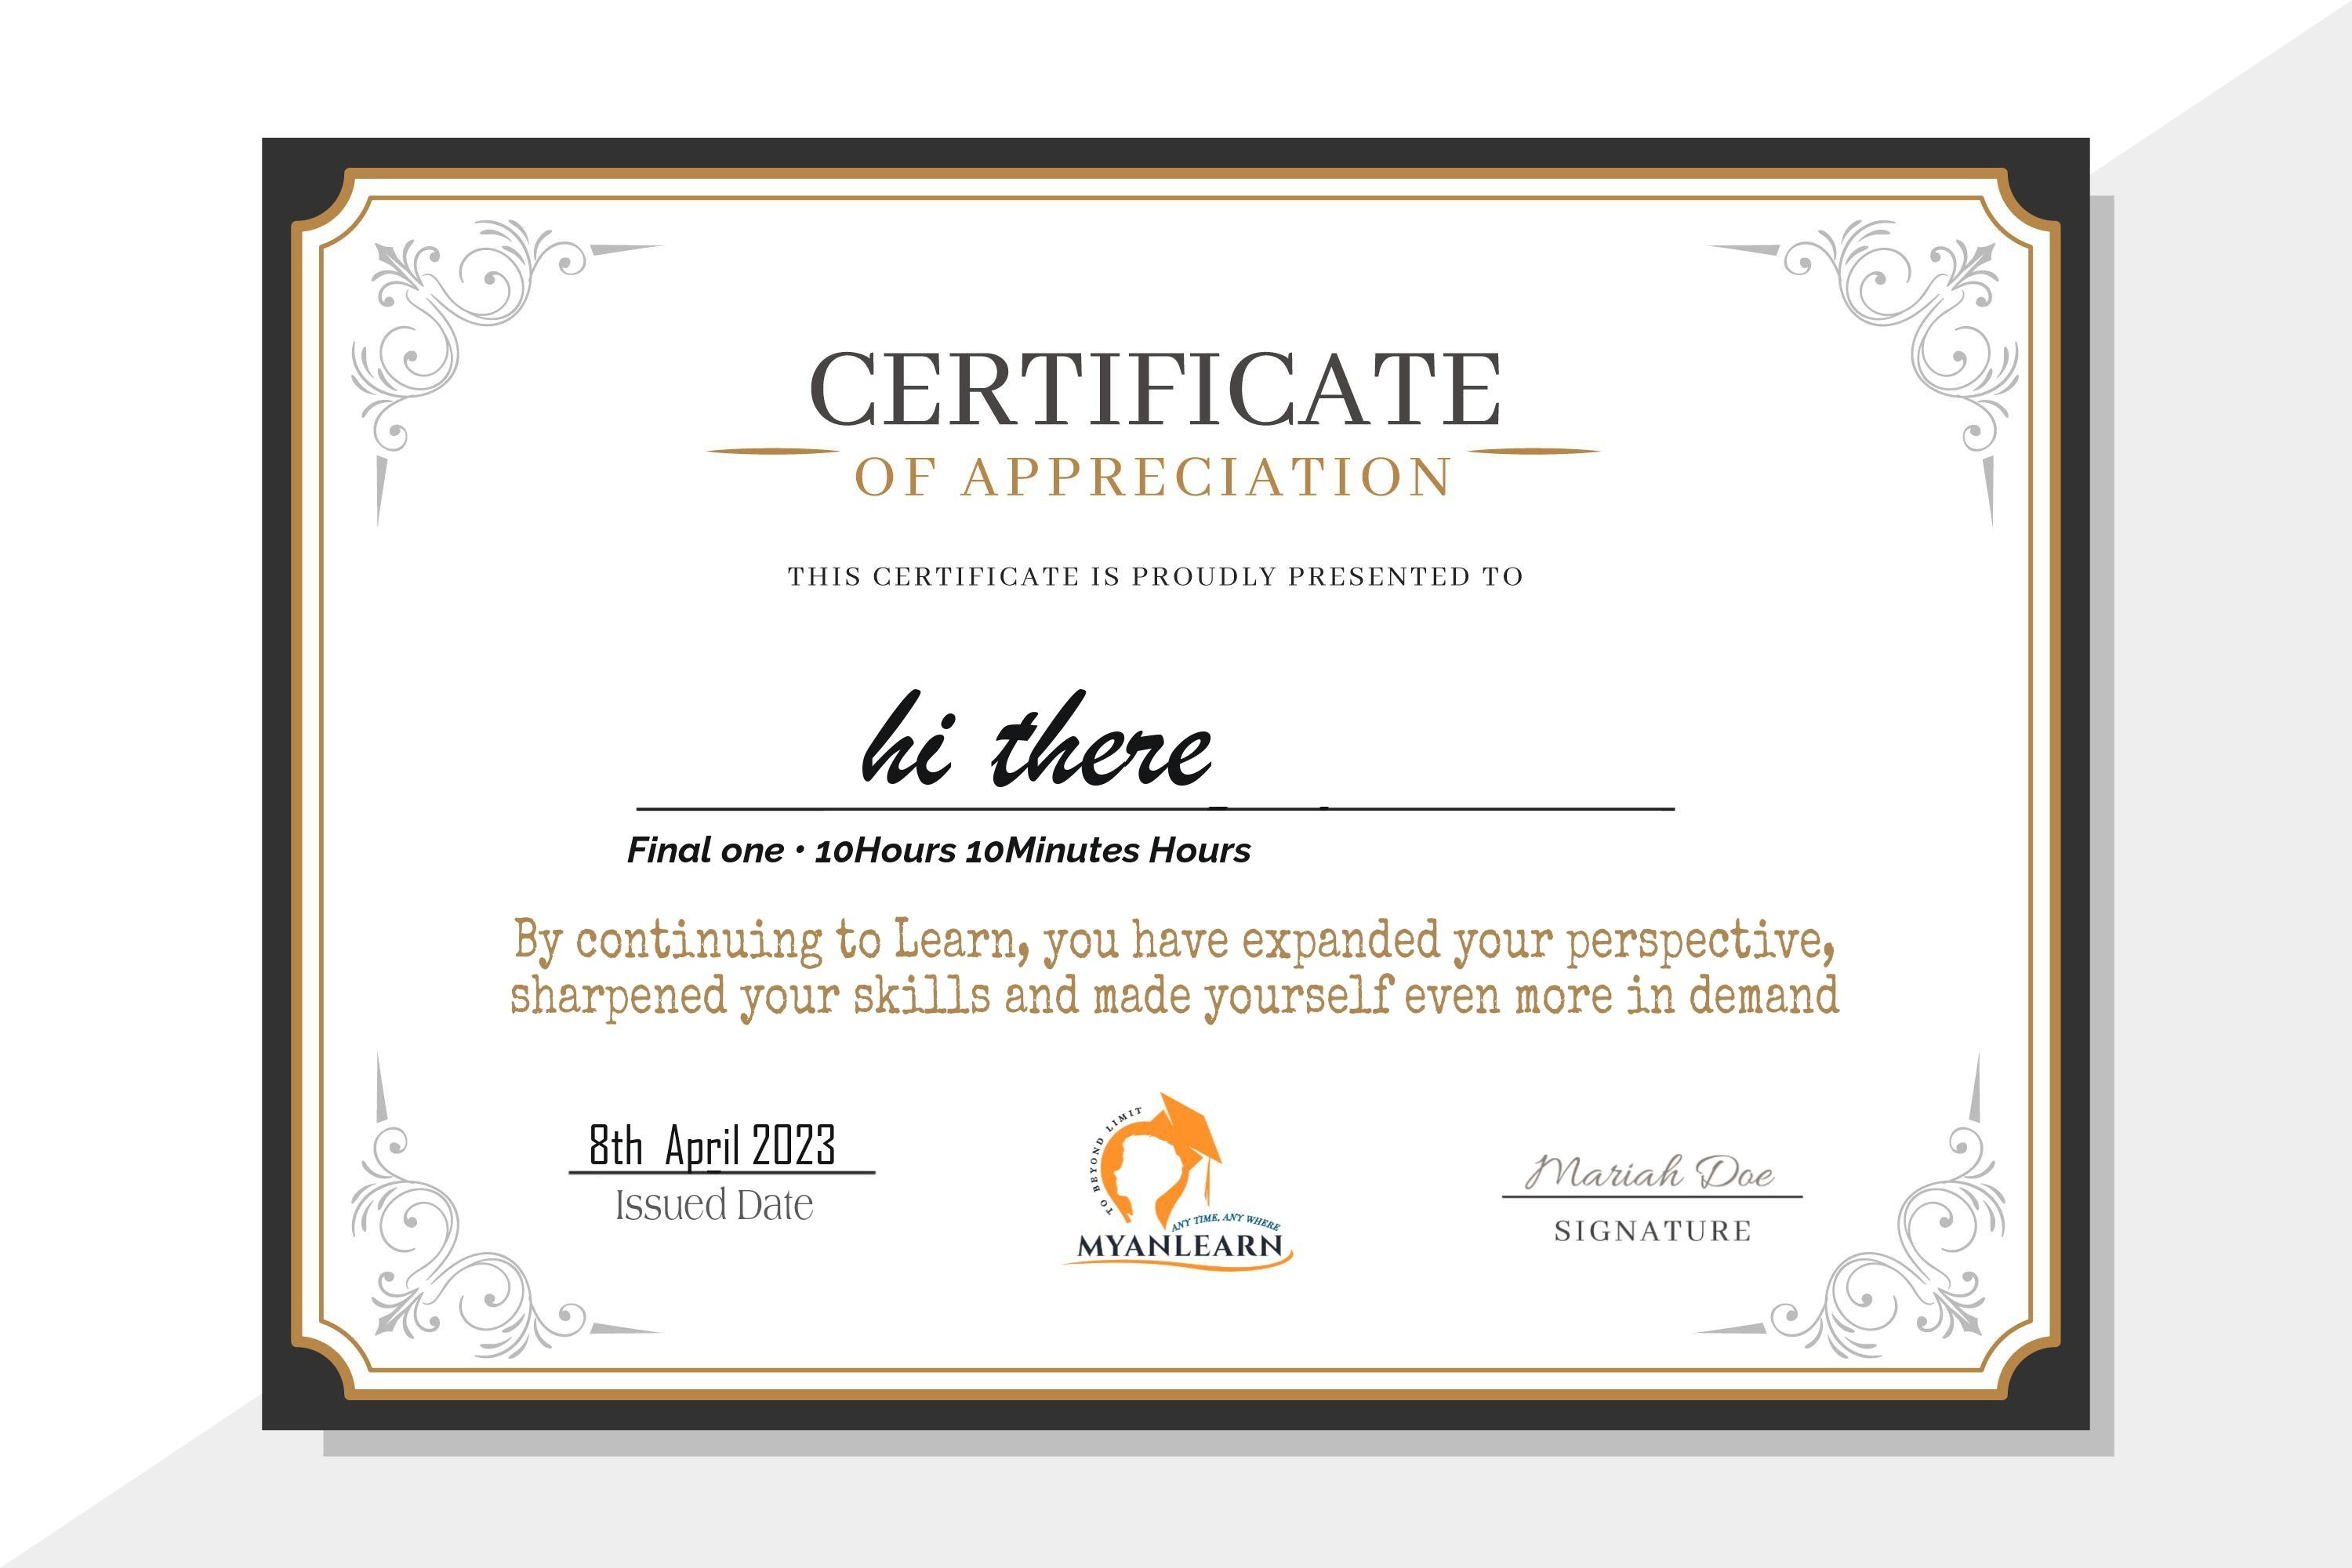 CERTIFICATE
OF APPRECIATION
THIS CERTIFICATE IS PROUDLY PRESENTED TO
hi there
Final one • 10Hours 10Minutes Hours
By continuing to Learn, you have expanded your perspective,
sharpened your skills and made yourself even more in demand
8th April 2023
Issued Date
TO BEYOND LIMIT
ANY TIME, ANY WHERE
MYANLEARN
Mariah Doe
SIGNATURE